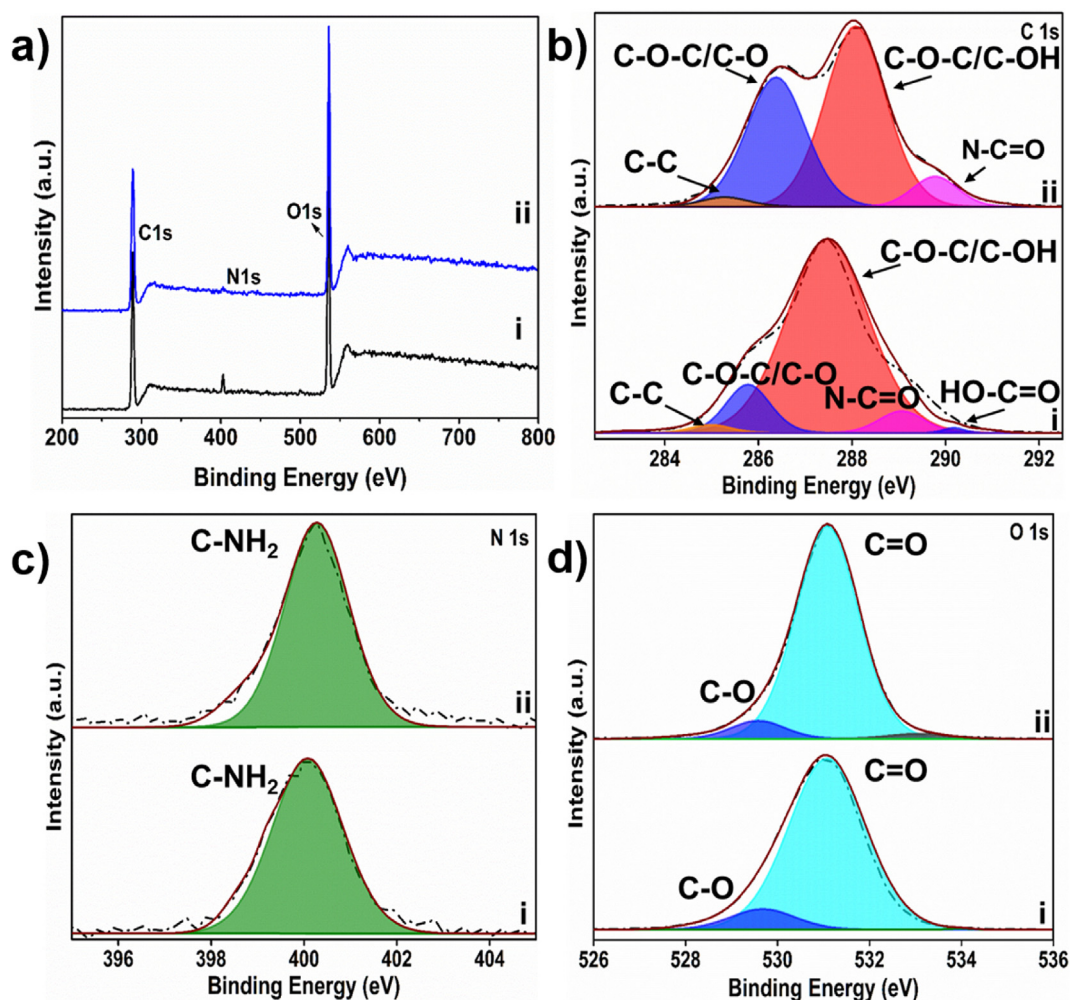 a)
Intensity (a.u.)
C1s
N1s
O1s
ii
i
200 300 400 500 600 700 800
Binding Energy (eV)
b)
C 1s
Intensity (a.u.)
C-O-C/C-O
C-O-C/C-OH
C-C
N-C=O
ii
C-O-C/C-OH
C-O-C/C-O
C-C
N-C=O
HO-C=O
i
284 286 288 290 292
Binding Energy (eV)
c)
N 1s
Intensity (a.u.)
C-NH₂
ii
C-NH₂
i
396 398 400 402 404
Binding Energy (eV)
d)
O 1s
Intensity (a.u.)
C=O
C-O
ii
C=O
C-O
i
526 528 530 532 534 536
Binding Energy (eV)